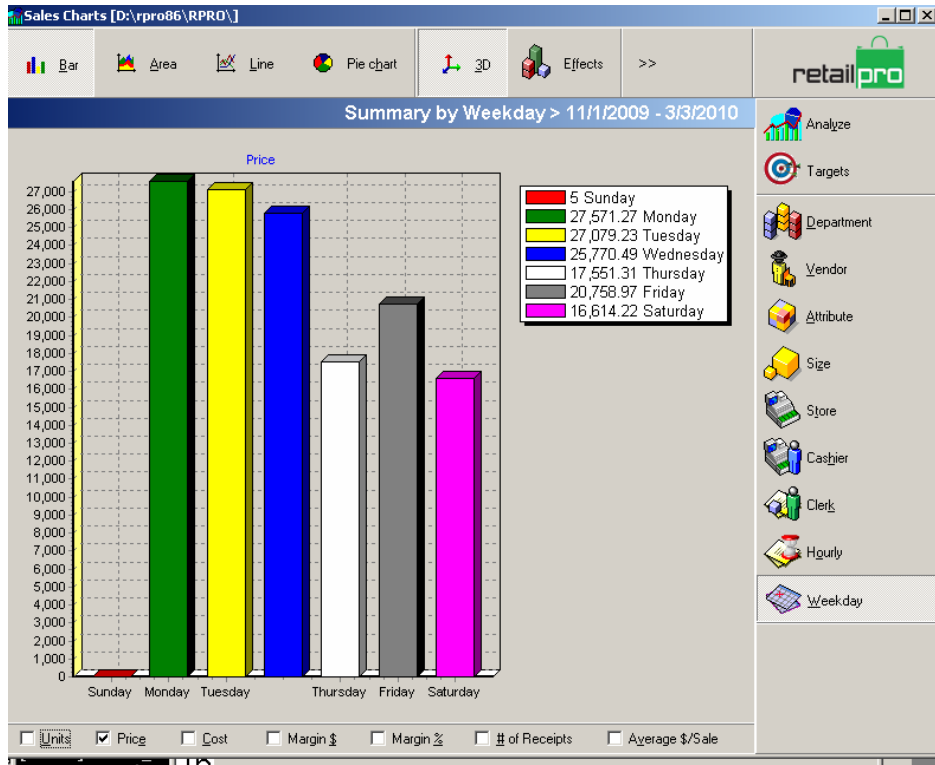 Sales Charts [D:\rpro86\RPRO\]
Bar Area Line Pie chart 3D Effects >>
retailpro
Summary by Weekday > 11/1/2009 - 3/3/2010
Price
27,000
26,000
25,000
24,000
23,000
22,000
21,000
20,000
19,000
18,000
17,000
16,000
15,000
14,000
13,000
12,000
11,000
10,000
9,000
8,000
7,000
6,000
5,000
4,000
3,000
2,000
1,000
0
Sunday Monday Tuesday Thursday Friday Saturday
5 Sunday
27,571.27 Monday
27,079.23 Tuesday
25,770.49 Wednesday
17,551.31 Thursday
20,758.97 Friday
16,614.22 Saturday
Analyze
Targets
Department
Vendor
Attribute
Size
Store
Cashier
Clerk
Hourly
Weekday
Units Price Cost Margin $ Margin % # of Receipts Average $/Sale